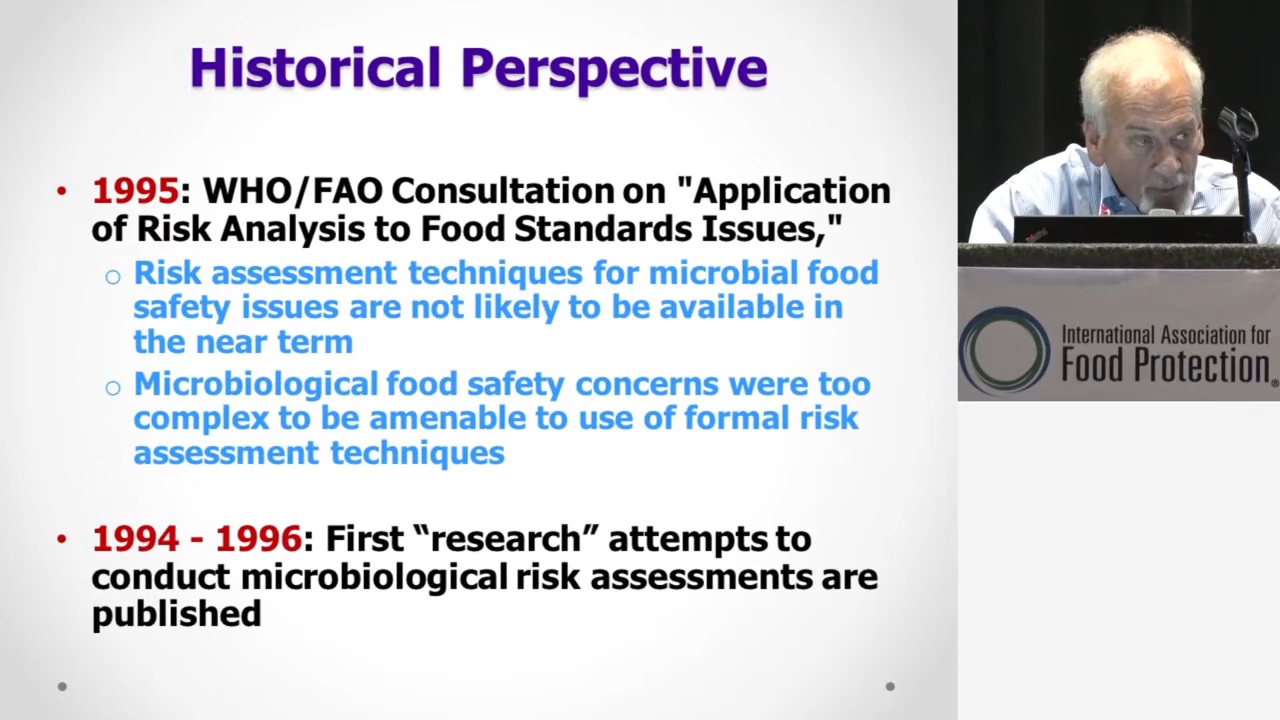 Historical Perspective
• 1995: WHO/FAO Consultation on "Application
of Risk Analysis to Food Standards Issues,"
o Risk assessment techniques for microbial food
safety issues are not likely to be available in
the near term
o Microbiological food safety concerns were too
complex to be amenable to use of formal risk
assessment techniques
• 1994 - 1996: First “research” attempts to
conduct microbiological risk assessments are
published
International Association for
Food Protection®